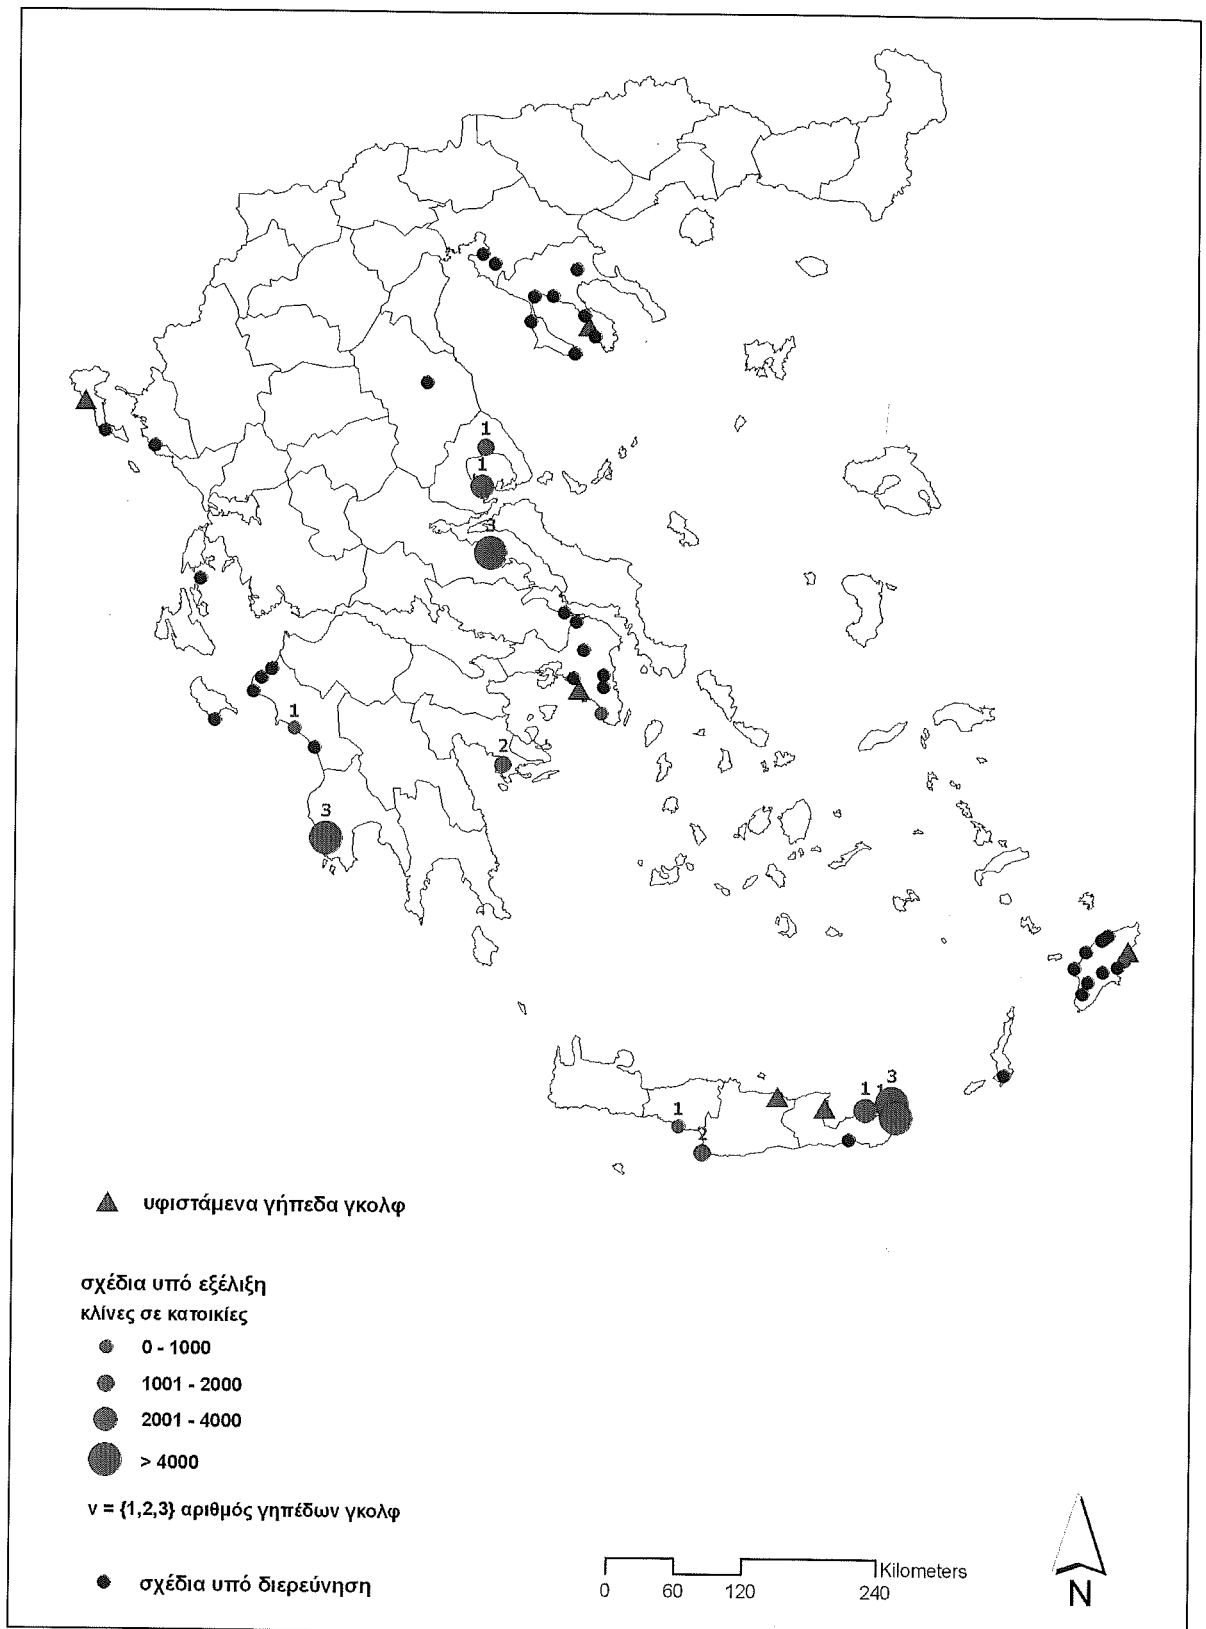 1
1
3
1
2
3
3
1 1
1
2
υφιστάμενα γήπεδα γκολφ
σχέδια υπό εξέλιξη
κλίνες σε κατοικίες
0 - 1000
1001 - 2000
2001 - 4000
> 4000
ν = {1,2,3} αριθμός γηπέδων γκολφ
σχέδια υπό διερεύνηση
Kilometers
0 60 120 240
N